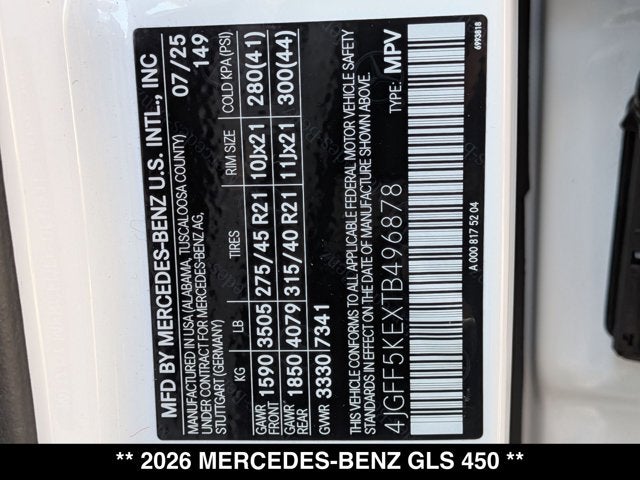 MFD BY MERCEDES-BENZ U.S. INTL., INC
07/25
MANUFACTURED IN USA (ALABAMA, TUSCALOOSA COUNTY)
149
UNDER CONTRACT FOR MERCEDES-BENZ AG,
STUTTGART (GERMANY)
KG LB TIRES RIM SIZE COLD KPA(PSI)
GAWR FRONT 1590 3505 275/45 R21 10Jx21 280(41)
GAWR REAR 1850 4079 315/40 R21 11Jx21 300(44)
GVWR 3330 7341
THIS VEHICLE CONFORMS TO ALL APPLICABLE FEDERAL MOTOR VEHICLE SAFETY
STANDARDS IN EFFECT ON THE DATE OF MANUFACTURE SHOWN ABOVE.
TYPE: MPV
4JGFF5KEXTB496878
A 000 817 52 04
6993818
** 2026 MERCEDES-BENZ GLS 450 **